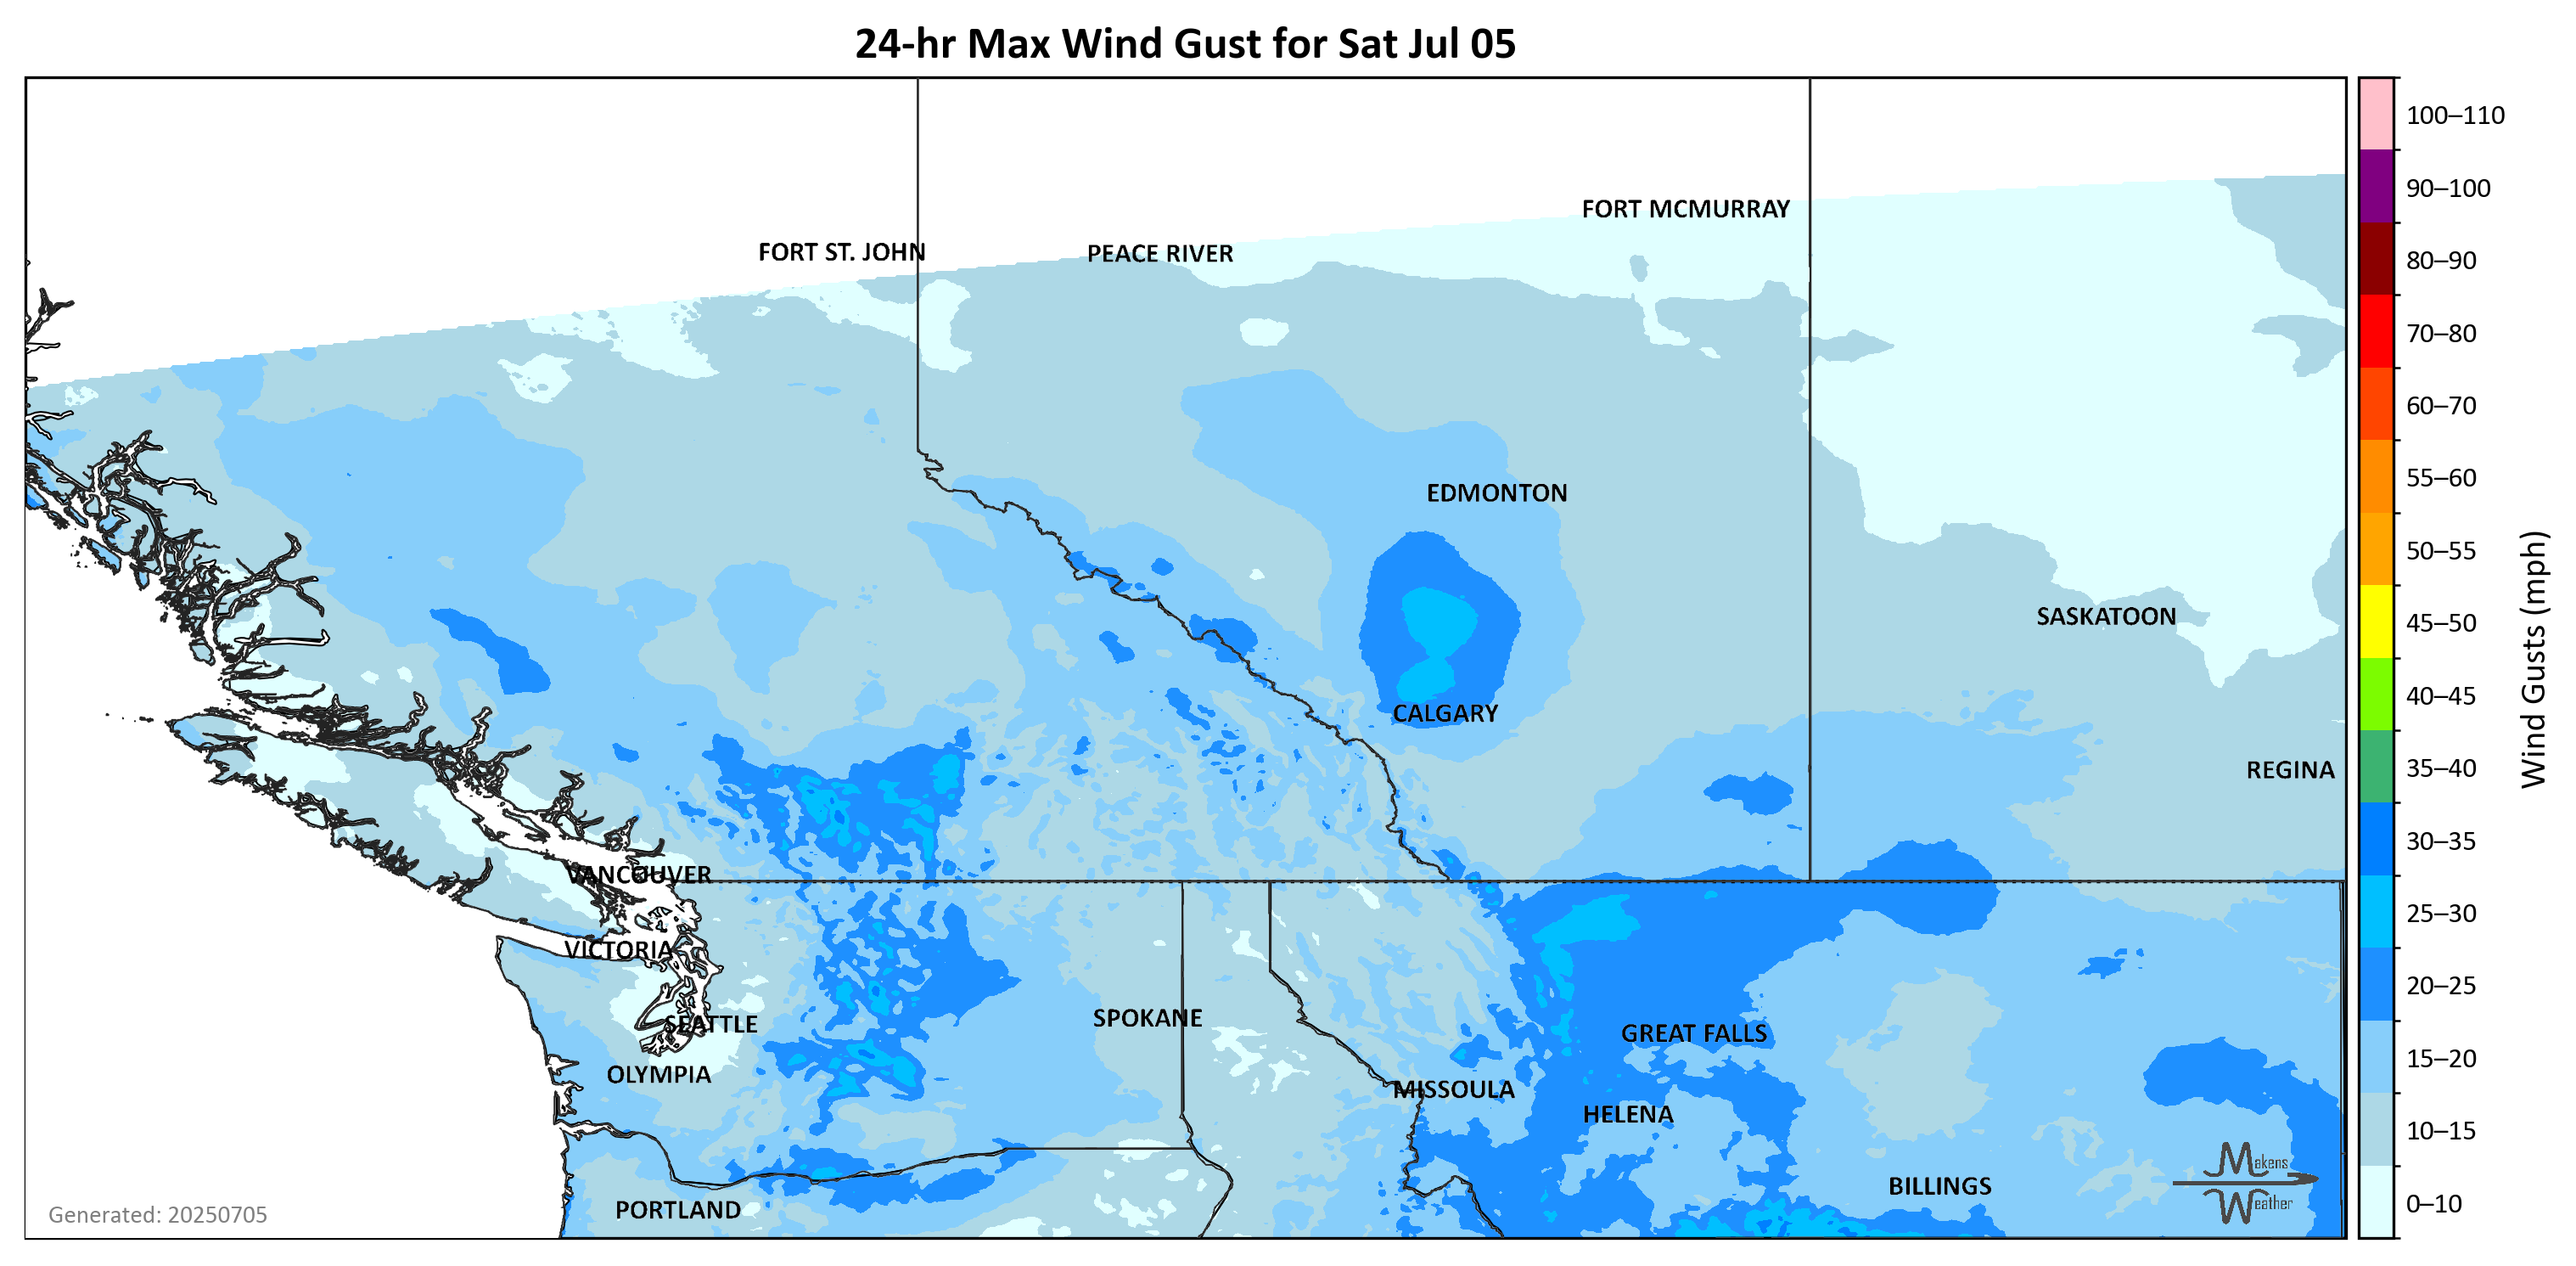 24-hr Max Wind Gust for Sat Jul 05
100–110
90–100
80–90
70–80
60–70
55–60
50–55
45–50
40–45
35–40
30–35
25–30
20–25
15–20
10–15
0–10
Wind Gusts (mph)
FORT MCMURRAY
FORT ST. JOHN
PEACE RIVER
EDMONTON
SASKATOON
CALGARY
REGINA
VANCOUVER
VICTORIA
SPOKANE
SEATTLE
GREAT FALLS
OLYMPIA
MISSOULA
HELENA
BILLINGS
PORTLAND
Makens
Weather
Generated: 20250705